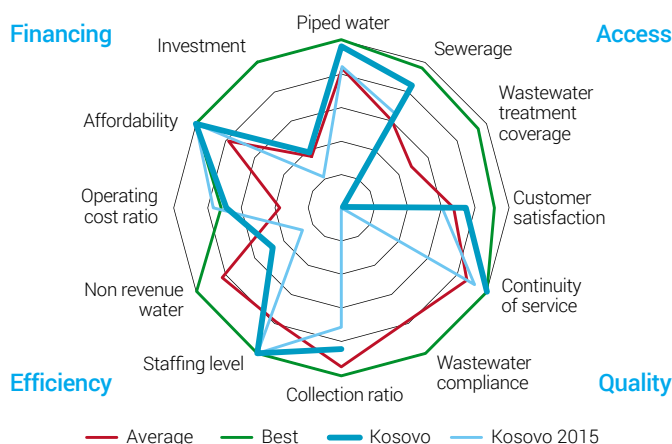 Financing
Piped water
Access
Investment
Sewerage
Affordability
Wastewater
treatment
coverage
Operating
cost ratio
Customer
satisfaction
Non revenue
water
Continuity
of service
Staffing level
Wastewater
compliance
Efficiency
Collection ratio
Quality
Average
Best
Kosovo
Kosovo 2015